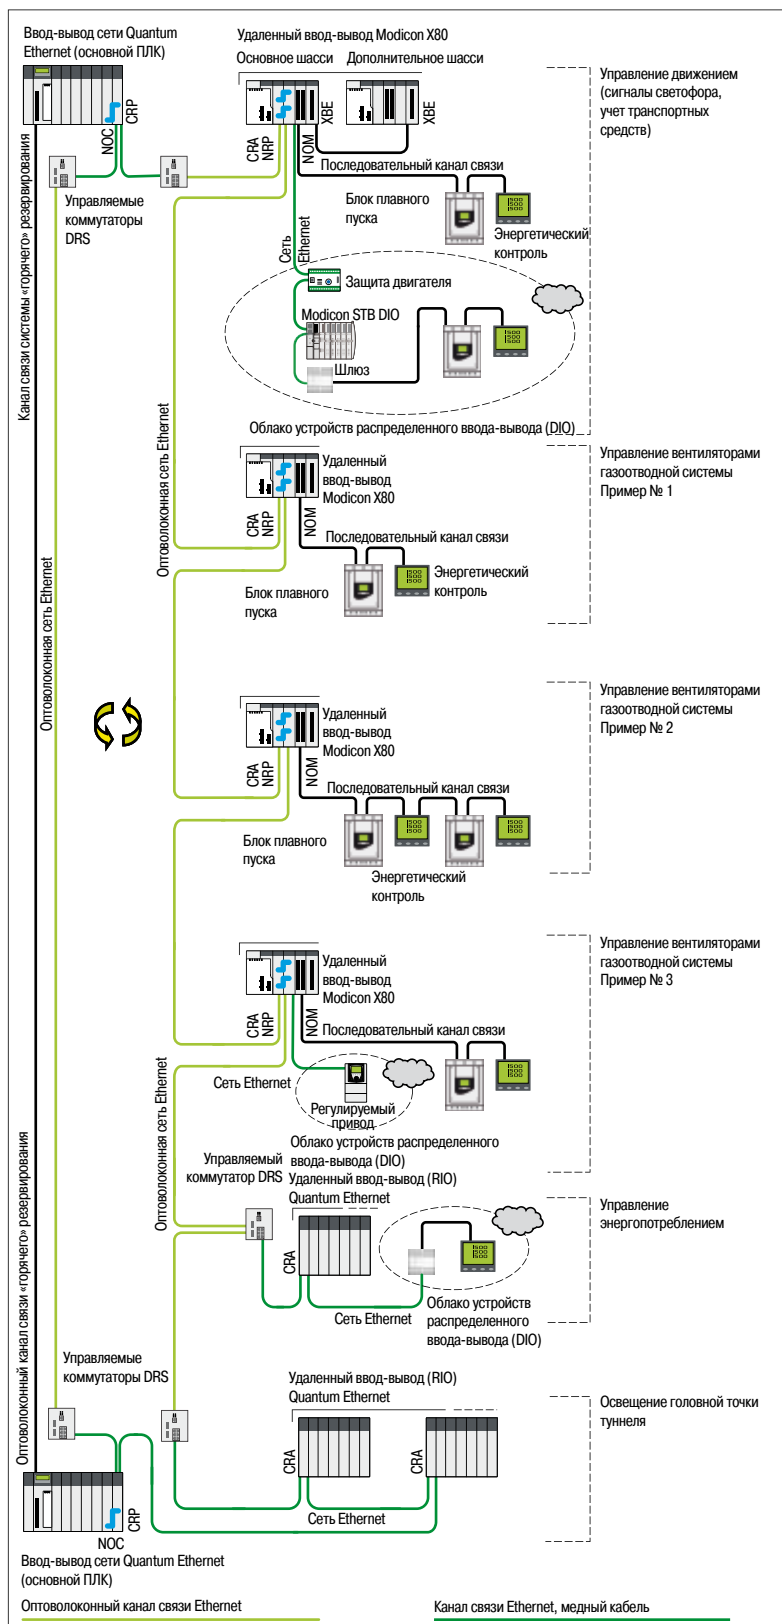 Ввод-вывод сети Quantum
Ethernet (основной ПЛК)
CRP
NOC
Управляемые
коммутаторы
DRS
Канал связи системы «горячего» резервирования
Удаленный ввод-вывод Modicon X80
Основное шасси
Дополнительное шасси
XBE
XBE
CRA
NRP
NOM
Последовательный канал связи
Блок плавного
пуска
Энергетический
контроль
Управление движением
(сигналы светофора,
учет транспортных
средств)
Сеть
Ethernet
Защита двигателя
Modicon STB DIO
Шлюз
Облако устройств распределенного ввода-вывода (DIO)
Оптоволоконная сеть Ethernet
Оптоволоконная сеть Ethernet
Удаленный
ввод-вывод
Modicon X80
CRA
NRP
NOM
Последовательный канал связи
Блок плавного
пуска
Энергетический
контроль
Управление вентиляторами
газоотводной системы
Пример № 1
Удаленный
ввод-вывод
Modicon X80
CRA
NRP
NOM
Последовательный канал связи
Блок плавного
пуска
Энергетический
контроль
Управление вентиляторами
газоотводной системы
Пример № 2
Удаленный
ввод-вывод
Modicon X80
CRA
NRP
NOM
Последовательный канал связи
Сеть Ethernet
Регулируемый
привод
Облако устройств распределенного
ввода-вывода (DIO)
Управление вентиляторами
газоотводной системы
Пример № 3
Оптоволоконная сеть Ethernet
Управляемый
коммутатор DRS
Удаленный ввод-вывод (RIO)
Quantum Ethernet
CRA
Сеть Ethernet
Облако устройств
распределенного
ввода-вывода (DIO)
Управление
энергопотреблением
Оптоволоконный канал связи «горячего» резервирования
Управляемые
коммутаторы DRS
Удаленный ввод-вывод (RIO)
Quantum Ethernet
CRA
CRA
Сеть Ethernet
Освещение головной точки
туннеля
CRP
NOC
Ввод-вывод сети Quantum Ethernet
(основной ПЛК)
Оптоволоконный канал связи Ethernet
Канал связи Ethernet, медный кабель